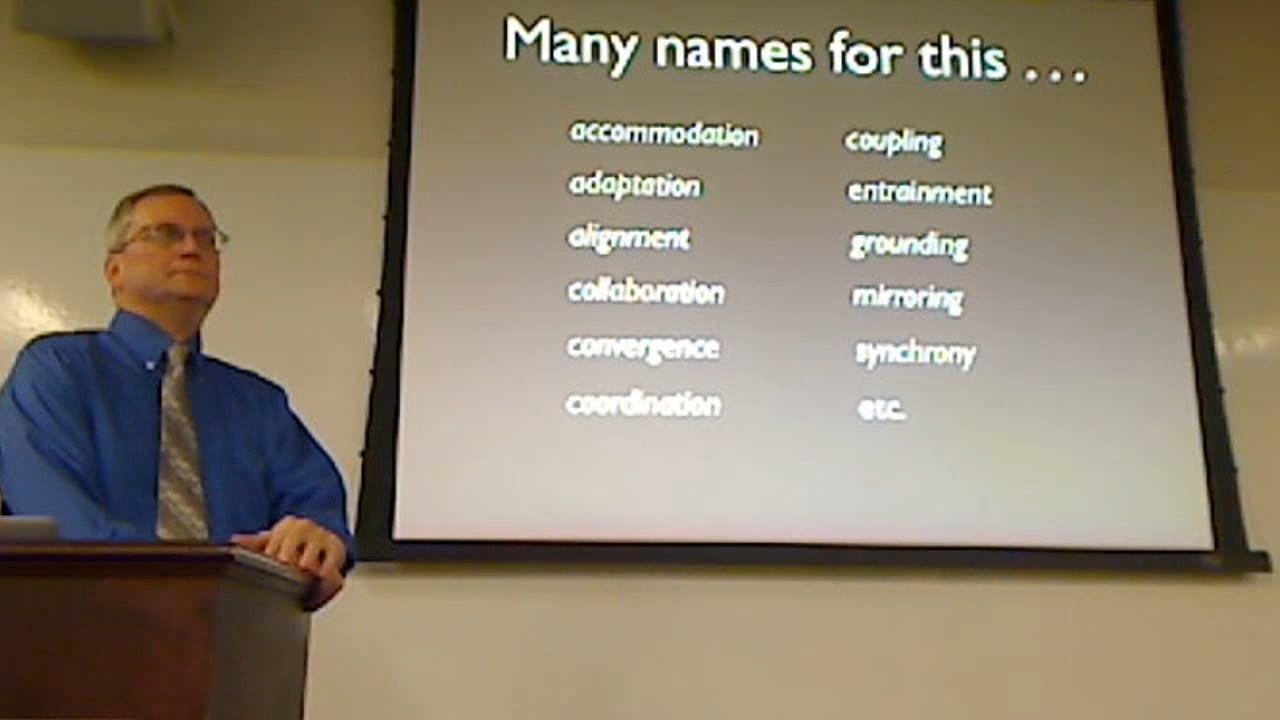 Many names for this . . .
accommodation
adaptation
alignment
collaboration
convergence
coordination
coupling
entrainment
grounding
mirroring
synchrony
etc.